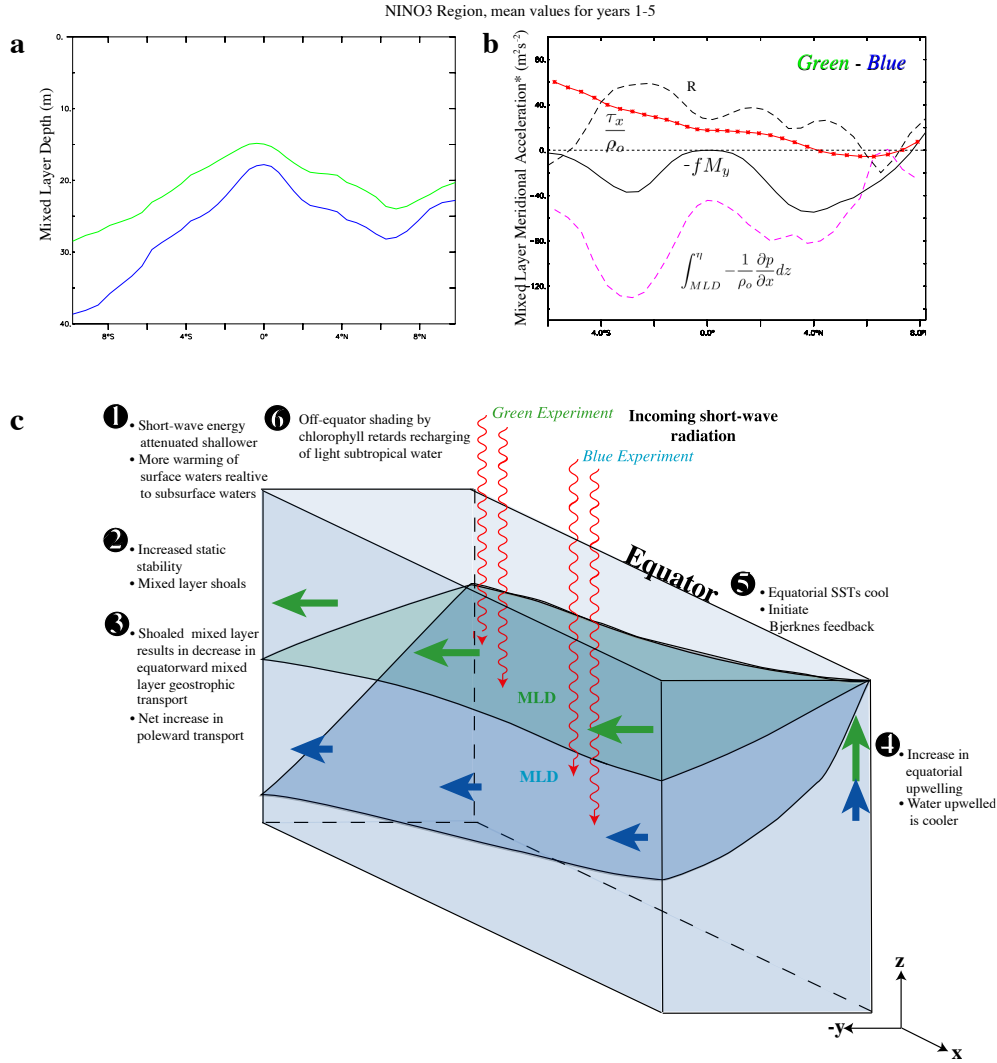 NINO3 Region, mean values for years 1-5
a
Mixed Layer Depth (m)
0.
10.
20.
30.
40.
8°S
4°S
0°
4°N
8°N
b
Mixed Layer Meridional Acceleration* (m²s⁻²)
80.
40.
0.
-40.
-80.
-120.
4.0°S
0.0°
4.0°N
Green - Blue
R
τ_x/ρ_o
-fM_y
∫_{MLD}^{η} -\frac{1}{ρ_o}\frac{∂p}{∂x}dz
c
1
• Short-wave energy
attenuated shallower
• More warming of
surface waters realtive
to subsurface waters
6
Off-equator shading by
chlorophyll retards recharging
of light subtropical water
Green Experiment
Incoming short-wave
radiation
Blue Experiment
2
• Increased static
stability
• Mixed layer shoals
Equator
5
• Equatorial SSTs cool
• Initiate
Bjerknes feedback
3
• Shoaled mixed layer
results in decrease in
equatorward mixed
layer geostrophic
transport
• Net increase in
poleward transport
MLD
MLD
4
• Increase in
equatorial
upwelling
• Water upwelled
is cooler
z
-y
x